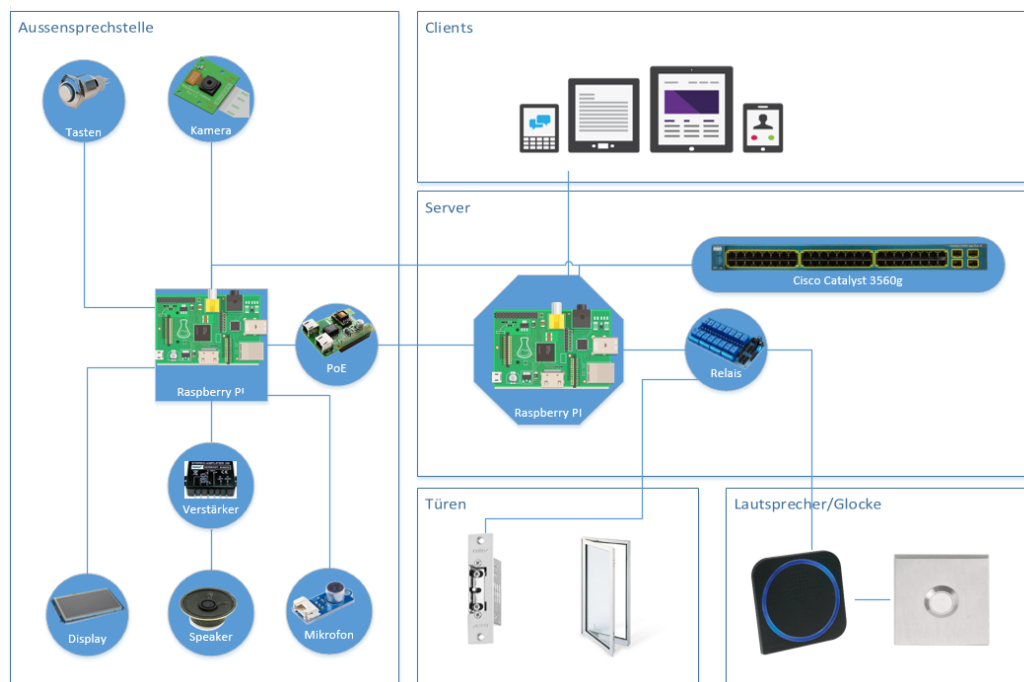 Aussensprechstelle
Tasten
Kamera
Raspberry PI
PoE
Verstärker
Display
Speaker
Mikrofon
Clients
Server
Cisco Catalyst 3560g
Raspberry PI
Relais
Türen
Lautsprecher/Glocke